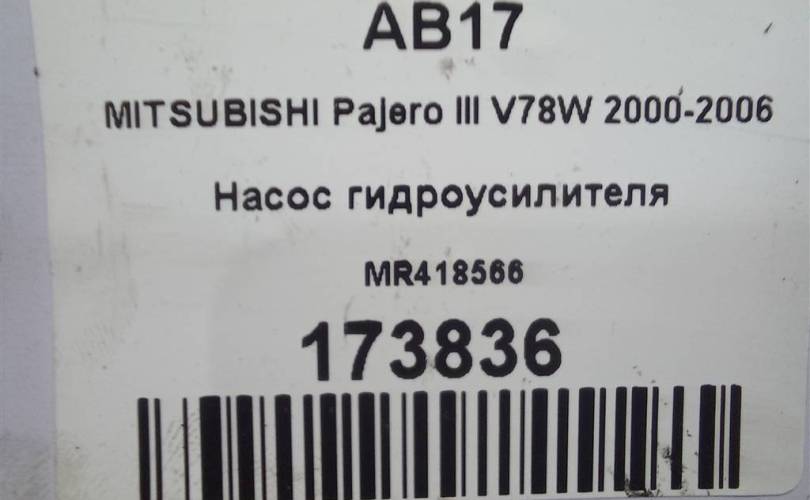 AB17
MITSUBISHI Pajero III V78W 2000-2006
Насос гидроусилителя
MR418566
173836